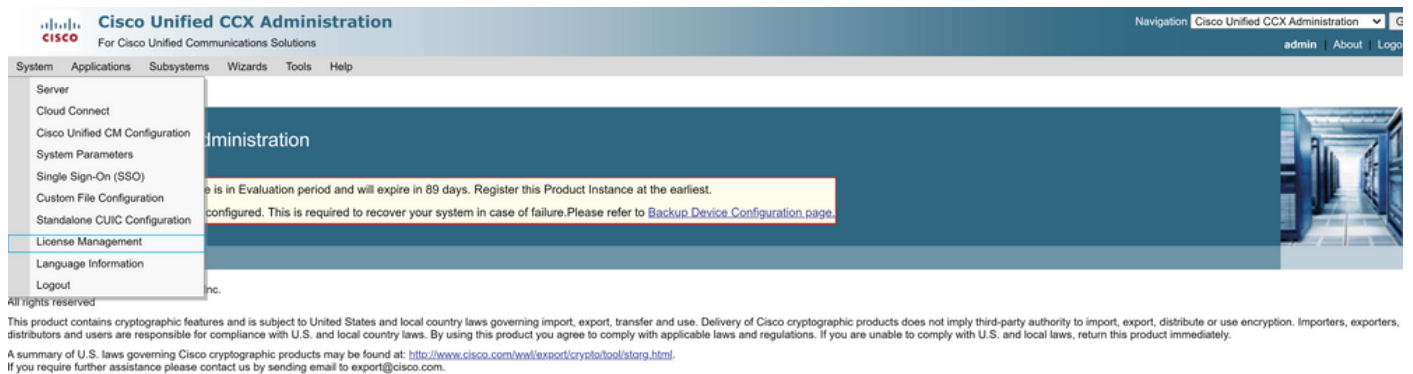 CISCO
Cisco Unified CCX Administration
For Cisco Unified Communications Solutions
Navigation Cisco Unified CCX Administration
admin | About | Logo
System Applications Subsystems Wizards Tools Help
Server
Cloud Connect
Cisco Unified CM Configuration
System Parameters
Single Sign-On (SSO)
Custom File Configuration
Standalone CUIC Configuration
License Management
Language Information
Logout
ministration
e is in Evaluation period and will expire in 89 days. Register this Product Instance at the earliest.
configured. This is required to recover your system in case of failure.Please refer to Backup Device Configuration page.
Inc.
All rights reserved
This product contains cryptographic features and is subject to United States and local country laws governing import, export, transfer and use. Delivery of Cisco cryptographic products does not imply third-party authority to import, export, distribute or use encryption. Importers, exporters,
distributors and users are responsible for compliance with U.S. and local country laws. By using this product you agree to comply with applicable laws and regulations. If you are unable to comply with U.S. and local laws, return this product immediately.
A summary of U.S. laws governing Cisco cryptographic products may be found at: http://www.cisco.com/wwl/export/crypto/tool/storg.html.
If you require further assistance please contact us by sending email to export@cisco.com.